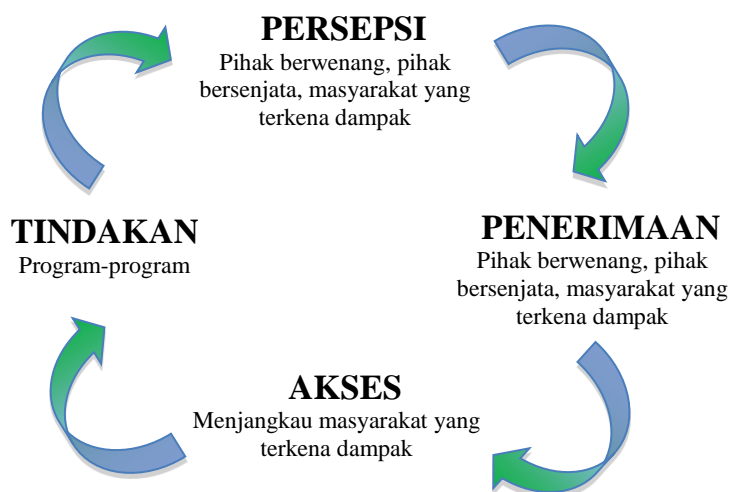 PERSEPSI
Pihak berwenang, pihak
bersenjata, masyarakat yang
terkena dampak
TINDAKAN
Program-program
PENERIMAAN
Pihak berwenang, pihak
bersenjata, masyarakat yang
terkena dampak
AKSES
Menjangkau masyarakat yang
terkena dampak